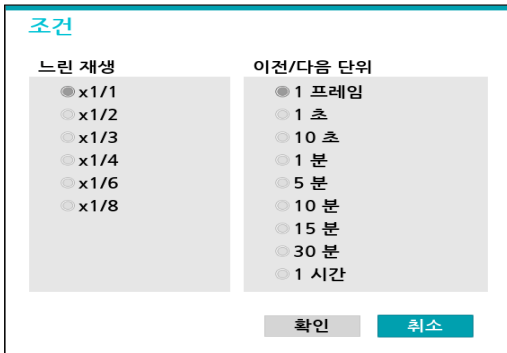 조건
느린 재생
x1/1
x1/2
x1/3
x1/4
x1/6
x1/8
이전/다음 단위
1 프레임
1 초
10 초
1 분
5 분
10 분
15 분
30 분
1 시간
확인
취소